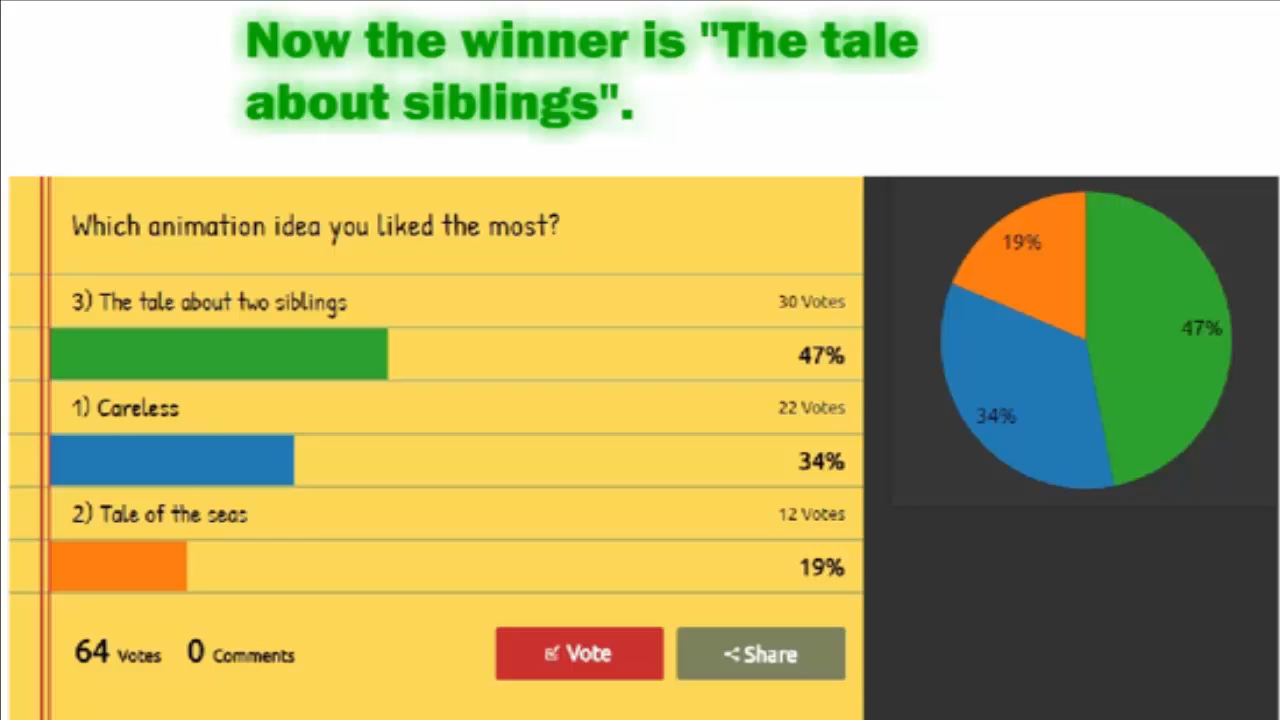 Now the winner is "The tale
about siblings".
Which animation idea you liked the most?
3) The tale about two siblings
30 Votes
47%
1) Careless
22 Votes
34%
2) Tale of the seas
12 Votes
19%
64 Votes 0 Comments
Vote
Share
19%
47%
34%